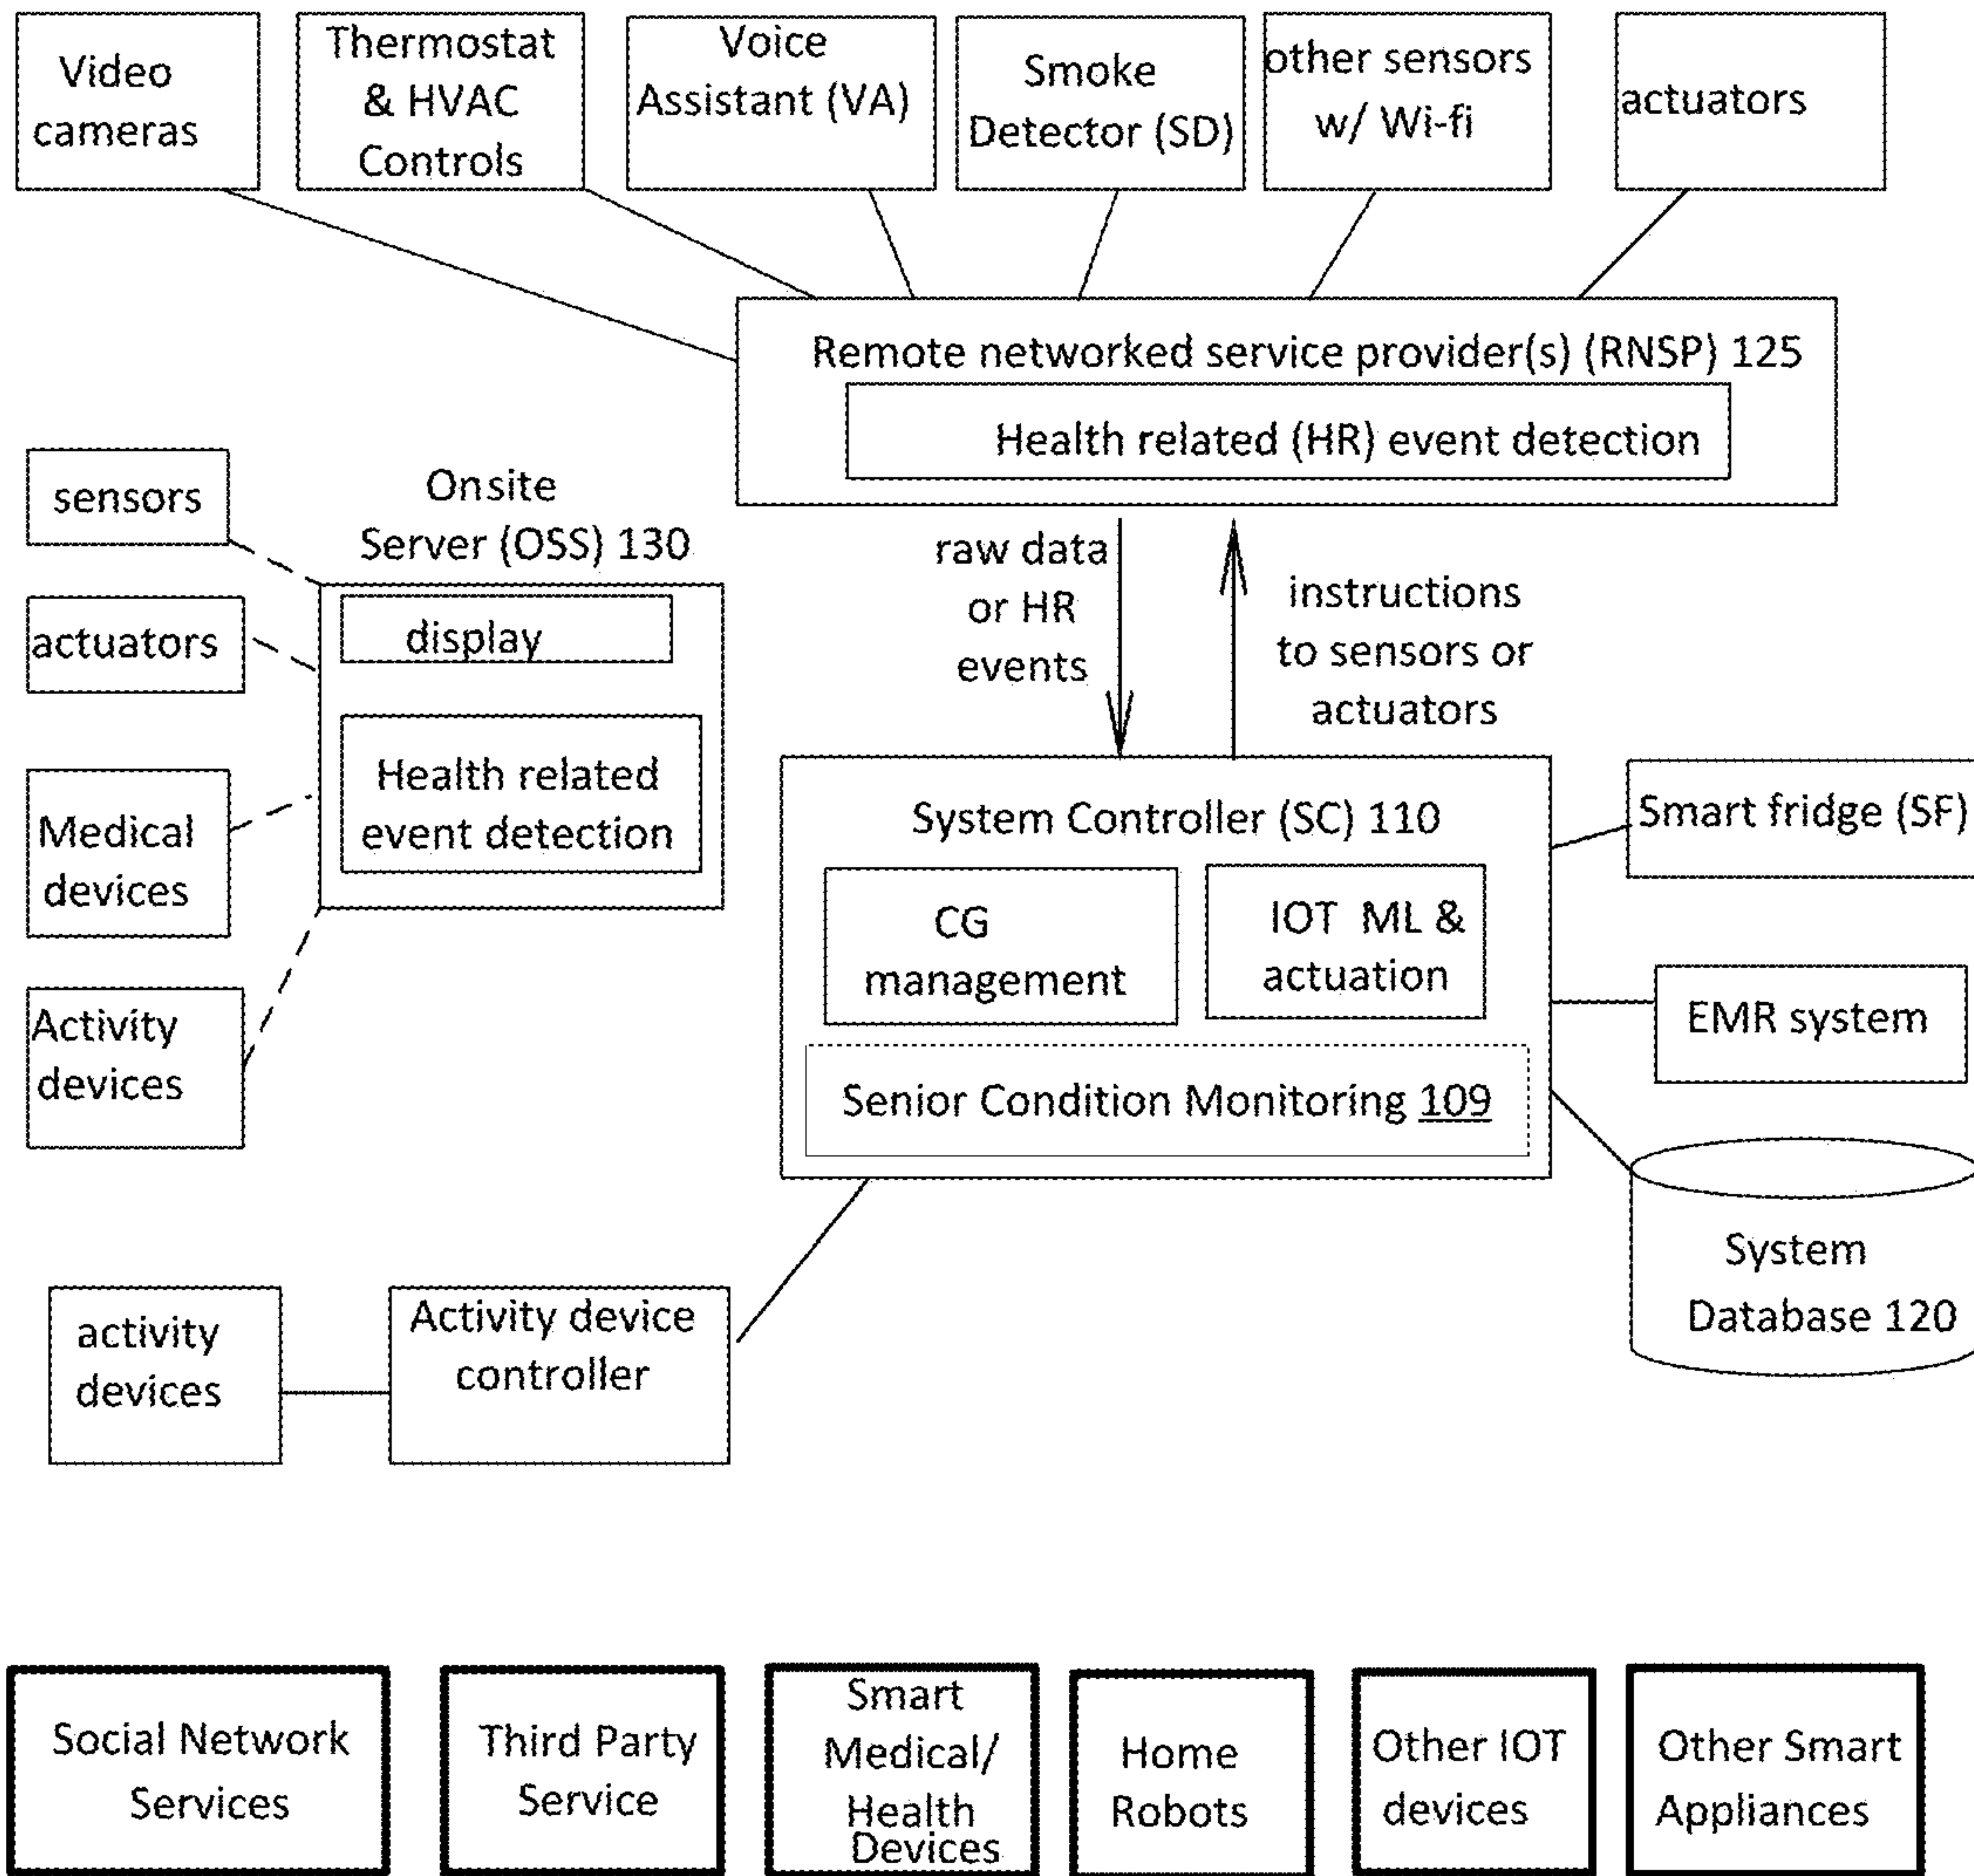 Video
cameras
Thermostat
& HVAC
Controls
Voice
Assistant (VA)
Smoke
Detector (SD)
other sensors
w/ Wi-fi
actuators
Remote networked service provider(s) (RNSP) 125
Health related (HR) event detection
sensors
actuators
Medical
devices
Activity
devices
Onsite
Server (OSS) 130
display
Health related
event detection
raw data
or HR
events
instructions
to sensors or
actuators
System Controller (SC) 110
CG
management
IOT ML &
actuation
Senior Condition Monitoring 109
Smart fridge (SF)
EMR system
System
Database 120
activity
devices
Activity device
controller
Social Network
Services
Third Party
Service
Smart
Medical/
Health
Devices
Home
Robots
Other IOT
devices
Other Smart
Appliances